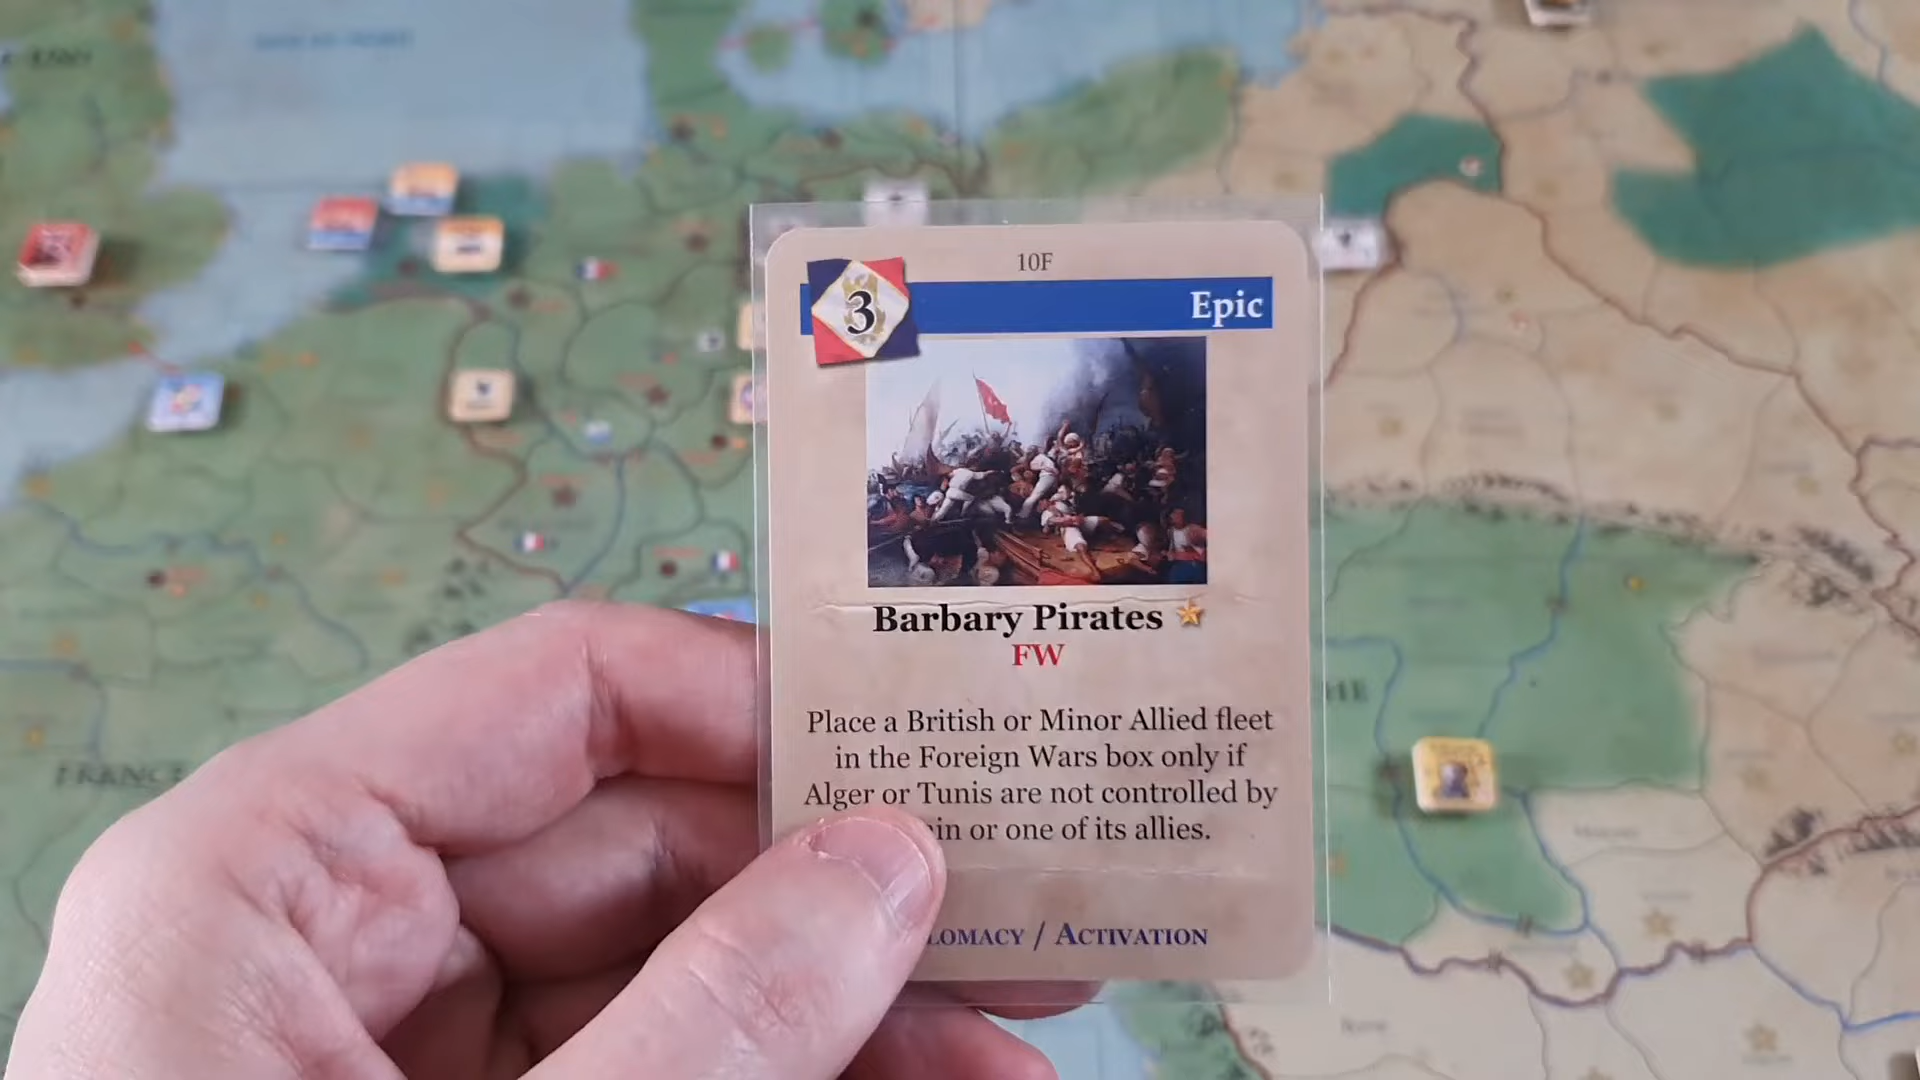 10F
3
Epic
Barbary Pirates
FW
Place a British or Minor Allied fleet
in the Foreign Wars box only if
Alger or Tunis are not controlled by
in or one of its allies.
LOMACY / ACTIVATION
FRANCE